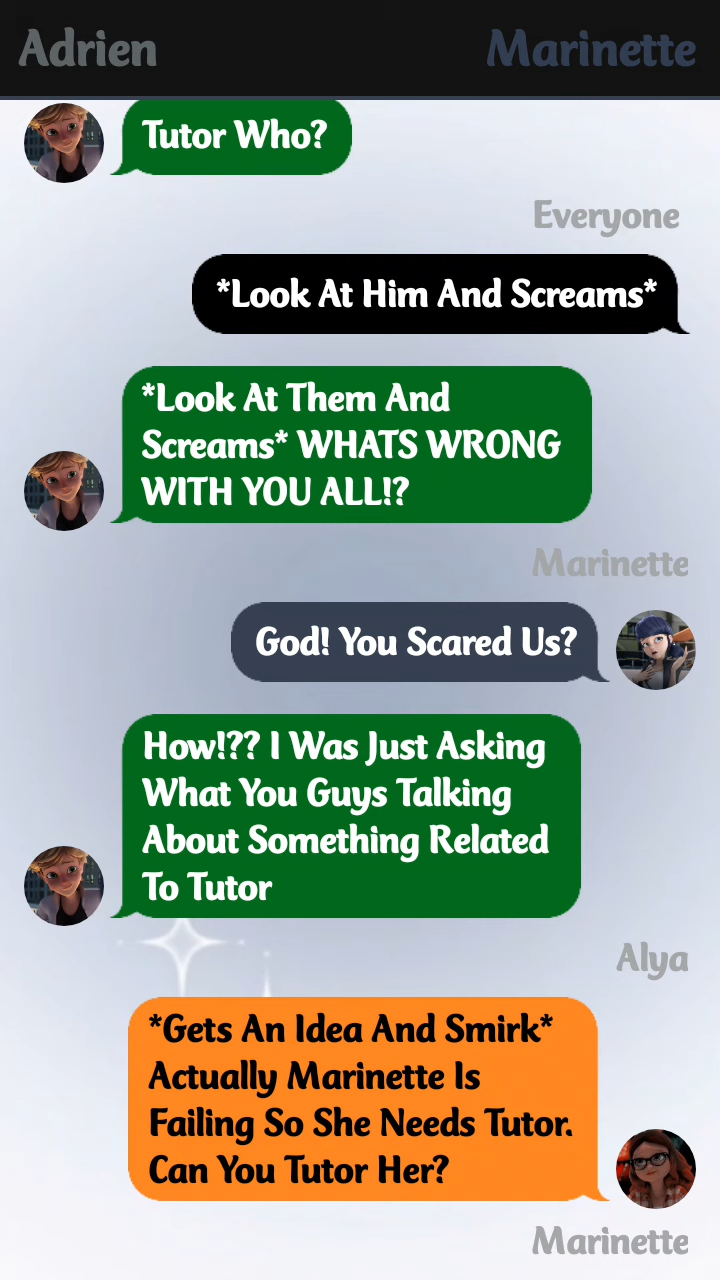 Adrien
Marinette
Tutor Who?
Everyone
*Look At Him And Screams*
*Look At Them And
Screams* WHATS WRONG
WITH YOU ALL!?
Marinette
God! You Scared Us?
How!?? I Was Just Asking
What You Guys Talking
About Something Related
To Tutor
Alya
*Gets An Idea And Smirk*
Actually Marinette Is
Failing So She Needs Tutor.
Can You Tutor Her?
Marinette